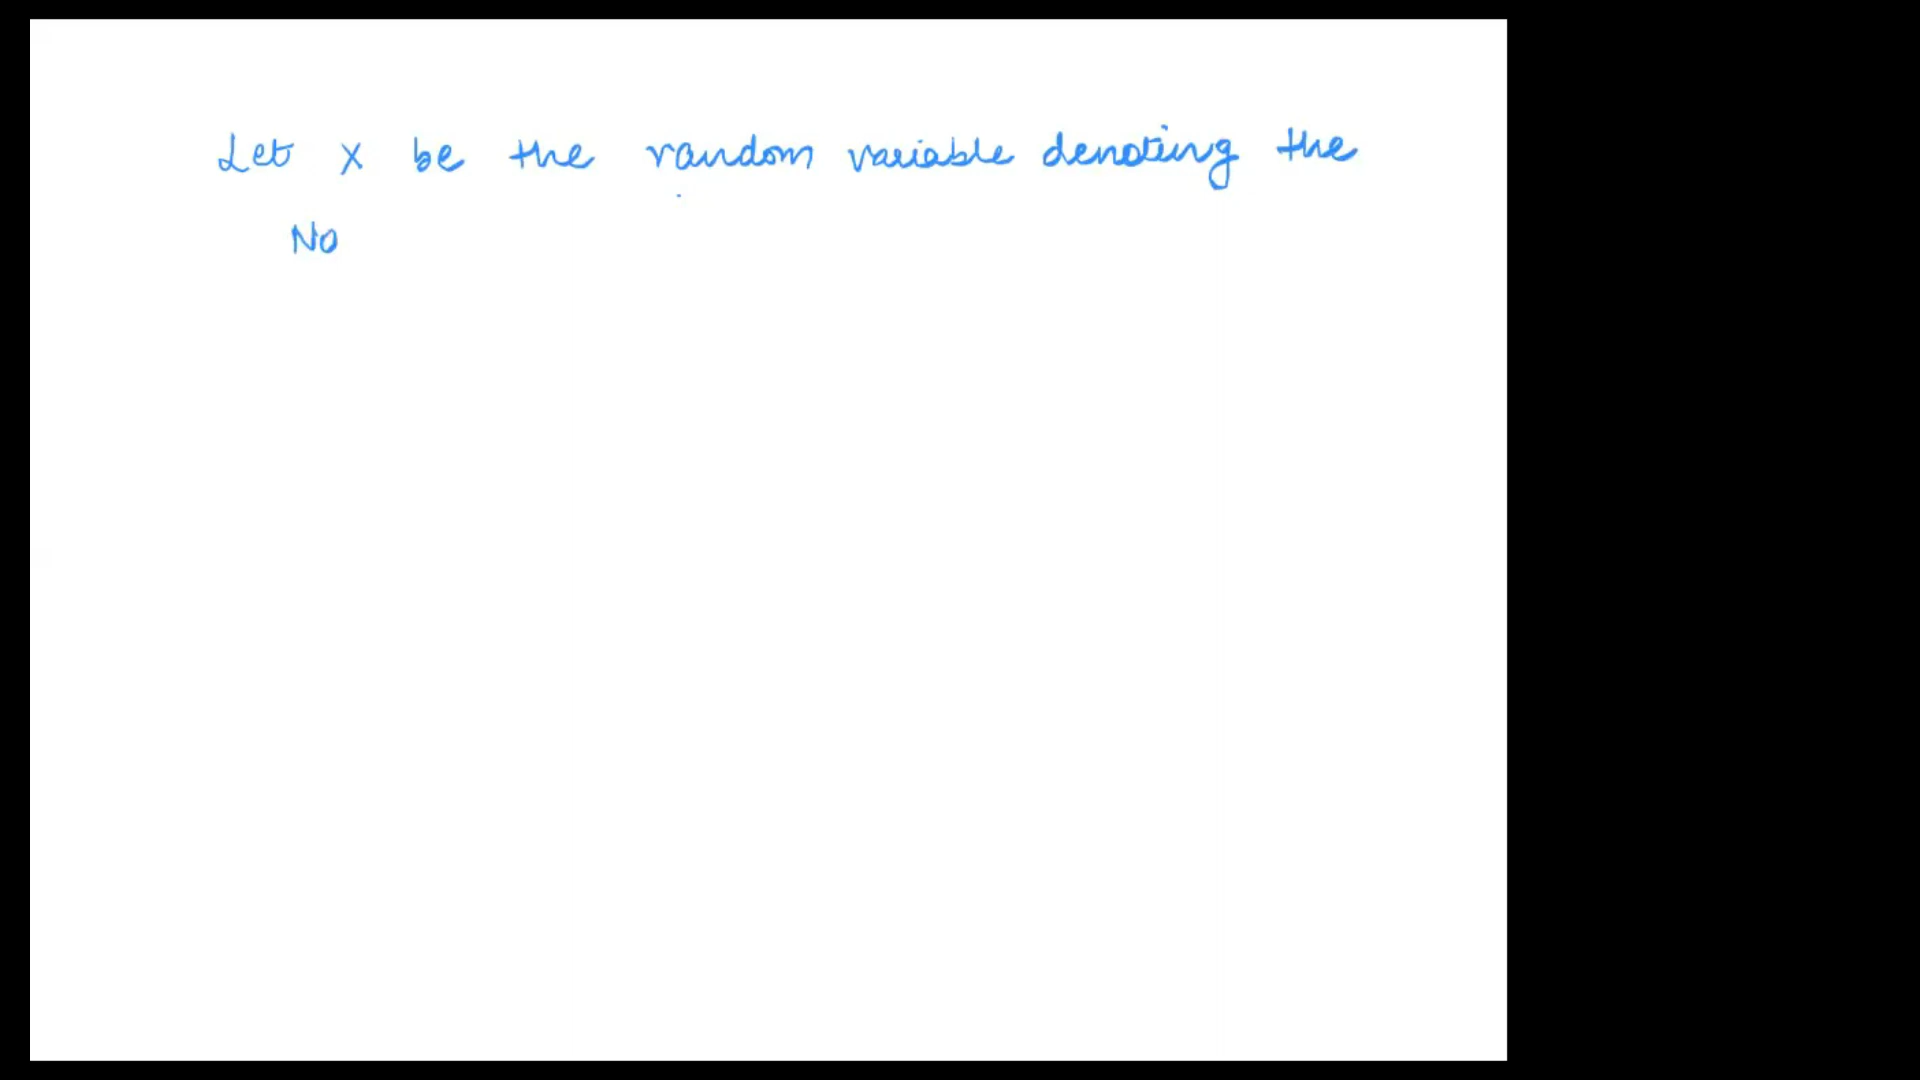 Let X be the random variable denoting the
No